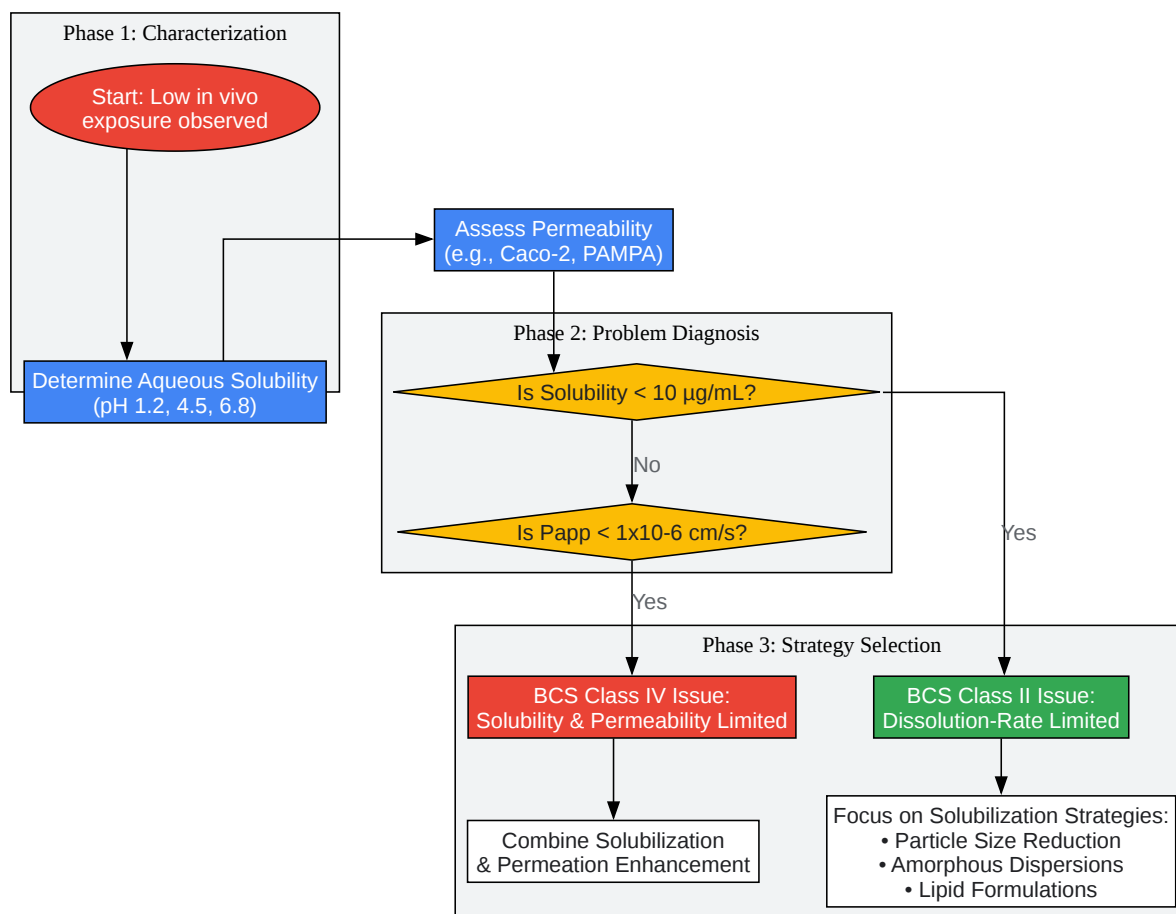 Phase 1: Characterization
Start: Low in vivo
exposure observed
Assess Permeability
(e.g., Caco-2, PAMPA)
Phase 2: Problem Diagnosis
Determine Aqueous Solubility
(pH 1.2, 4.5, 6.8)
Is Solubility < 10 µg/mL?
No
Is Papp < 1x10-6 cm/s?
Yes
Yes
Phase 3: Strategy Selection
BCS Class IV Issue:
Solubility & Permeability Limited
BCS Class II Issue:
Dissolution-Rate Limited
Combine Solubilization
& Permeation Enhancement
Focus on Solubilization Strategies:
• Particle Size Reduction
• Amorphous Dispersions
• Lipid Formulations